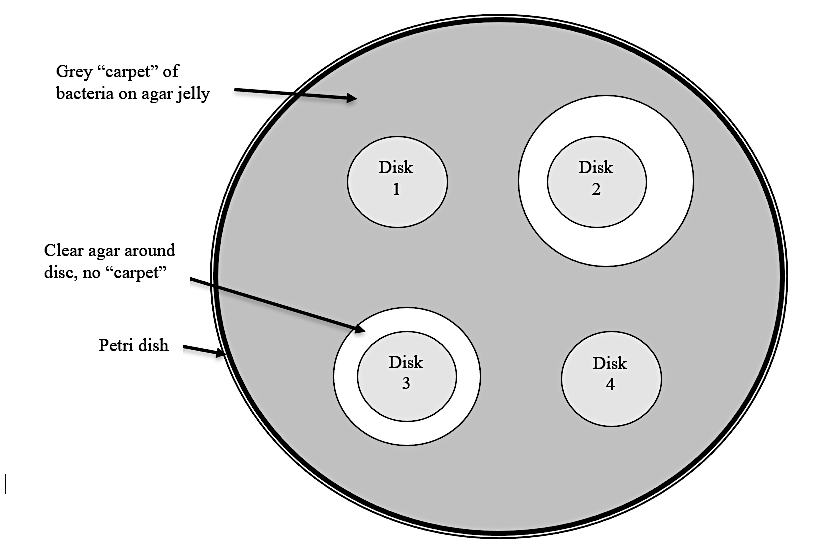 Grey “carpet” of
bacteria on agar jelly
Disk
1
Disk
2
Clear agar around
disc, no “carpet”
Petri dish
Disk
3
Disk
4